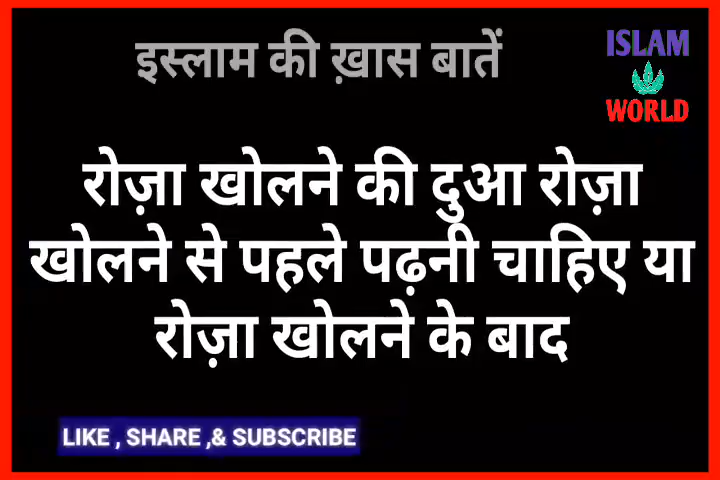 इस्लाम की ख़ास बातें
ISLAM
WORLD
रोज़ा खोलने की दुआ रोज़ा
खोलने से पहले पढ़नी चाहिए या
रोज़ा खोलने के बाद
LIKE , SHARE ,& SUBSCRIBE